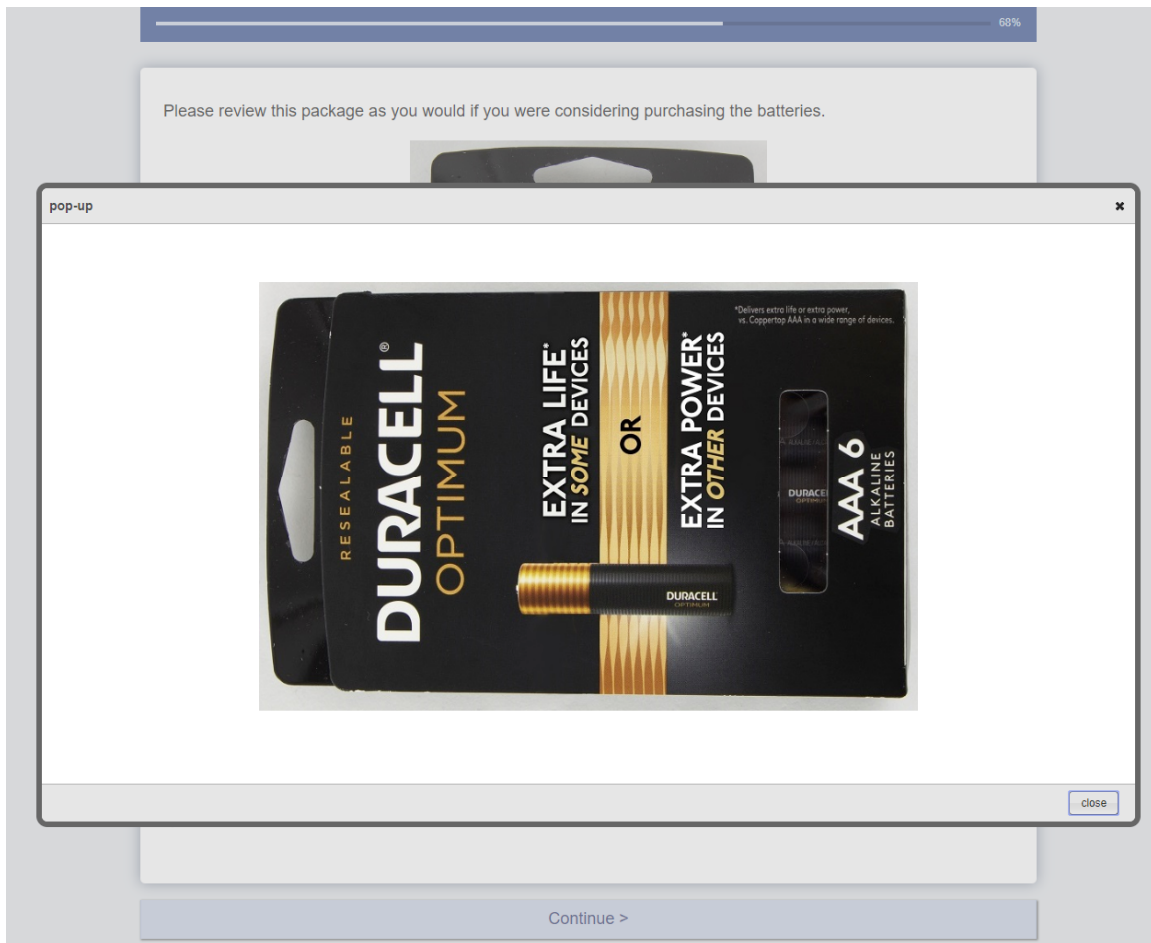 68%
Please review this package as you would if you were considering purchasing the batteries.
pop-up
RESEALABLE
DURACELL®
OPTIMUM
EXTRA LIFE*
IN SOME DEVICES
OR
EXTRA POWER*
IN OTHER DEVICES
DURACELL
OPTIMUM
*Delivers extra life or extra power,
vs. Coppertop AAA in a wide range of devices.
DURACE
OPTIMUM
AAA 6
ALKALINE
BATTERIES
close
Continue >